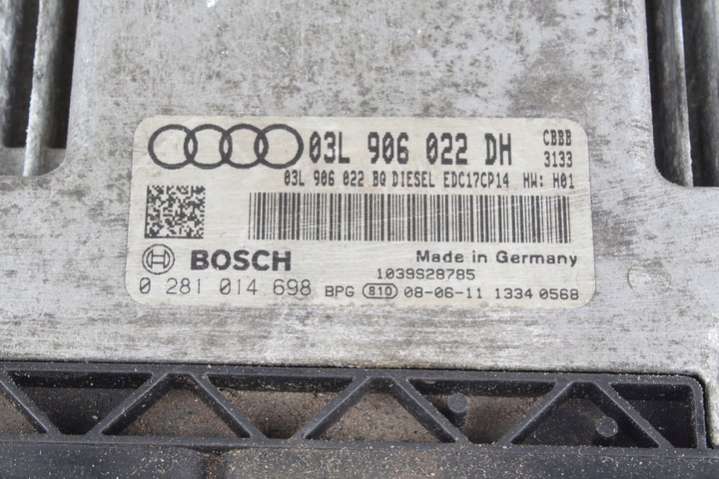 03L 906 022 DH CBBB
3133
03L 906 022 BQ DIESEL EDC17CP14 HW: H01
BOSCH Made in Germany
1039S28785
0 281 014 698 BPG 810 08-06-11 1334 0568